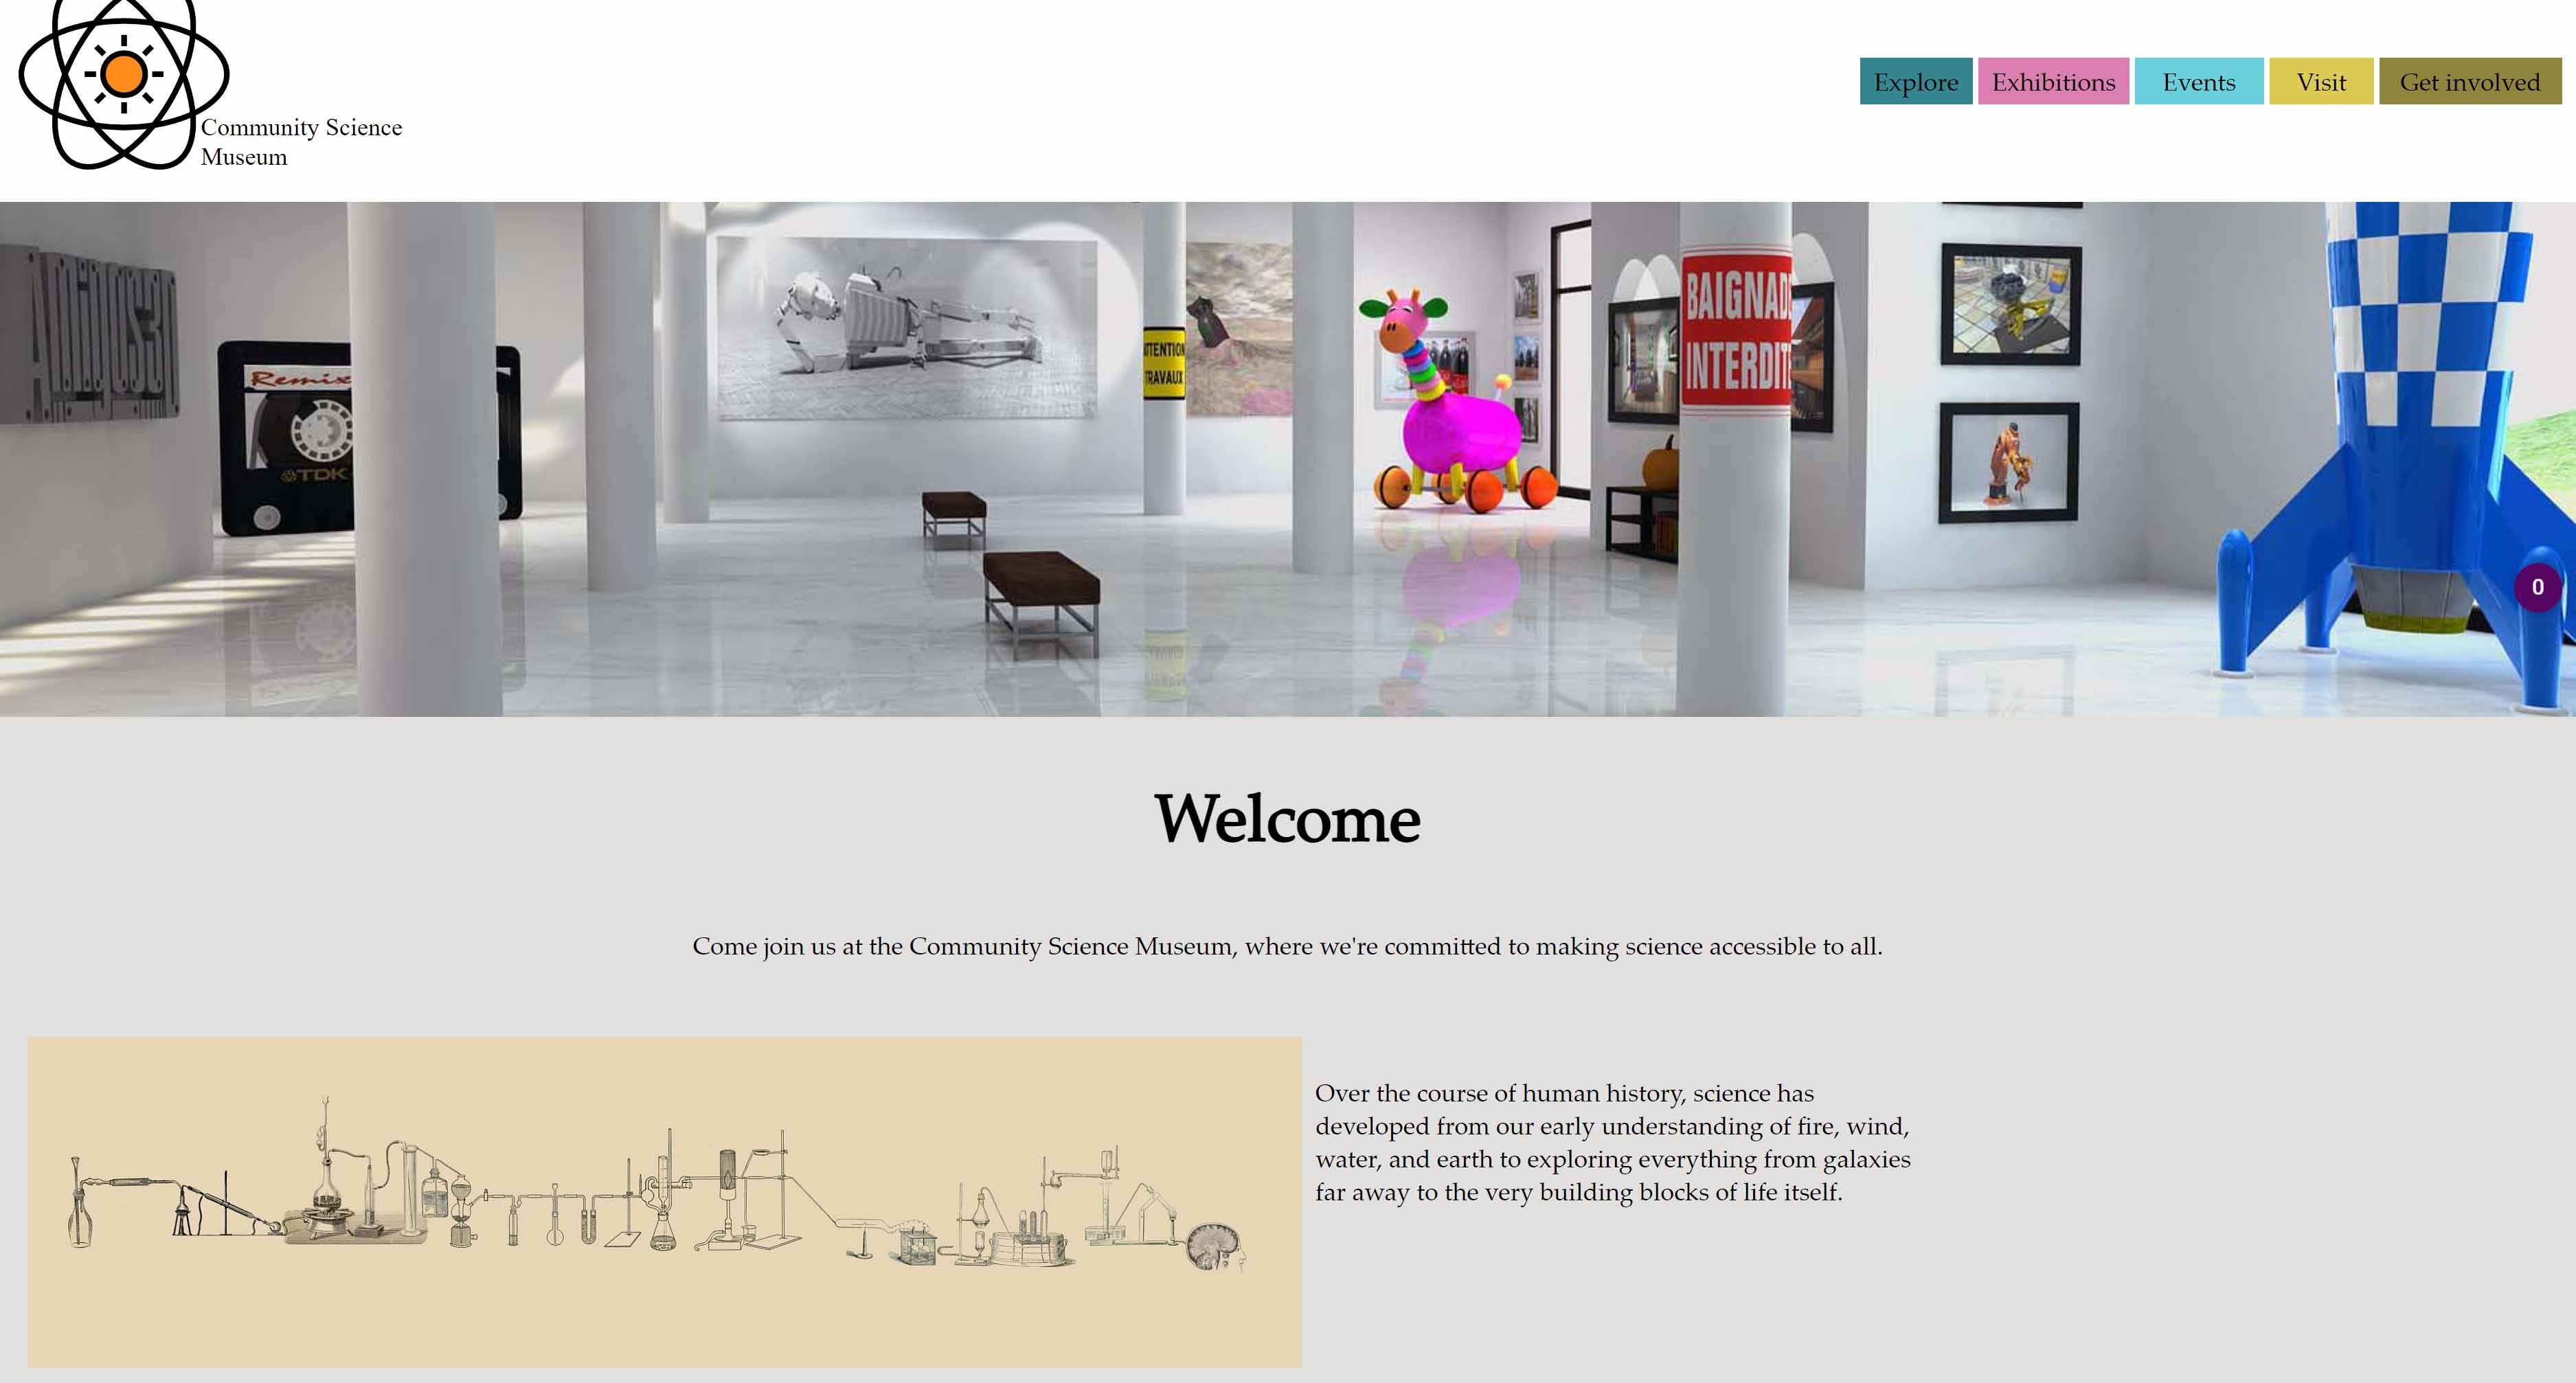 Community Science
Museum
Explore
Exhibitions
Events
Visit
Get involved
Remix
TDK
ATTENTION
TRAVAUX
BAIGNAD
INTERDIT
0
Welcome
Come join us at the Community Science Museum, where we're committed to making science accessible to all.
Over the course of human history, science has
developed from our early understanding of fire, wind,
water, and earth to exploring everything from galaxies
far away to the very building blocks of life itself.